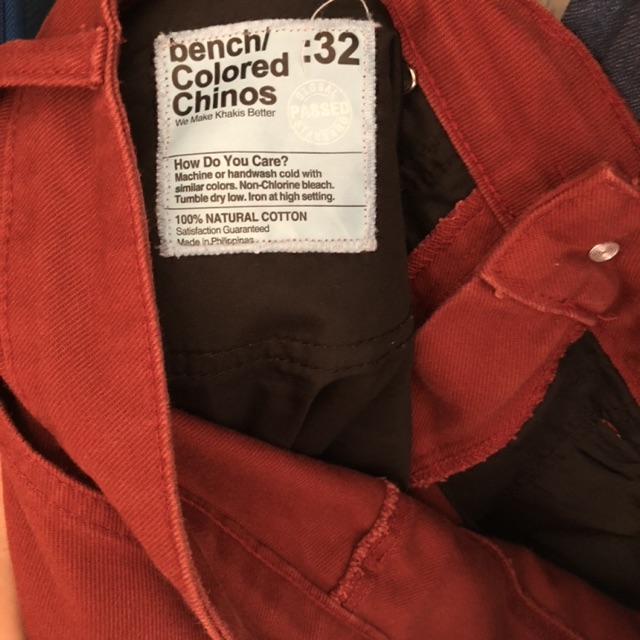 bench/ :32
Colored
Chinos
We Make Khakis Better
PASSED
How Do You Care?
Machine or handwash cold with
similar colors. Non-Chlorine bleach.
Tumble dry low. Iron at high setting.
100% NATURAL COTTON
Satisfaction Guaranteed
Made in Philippines